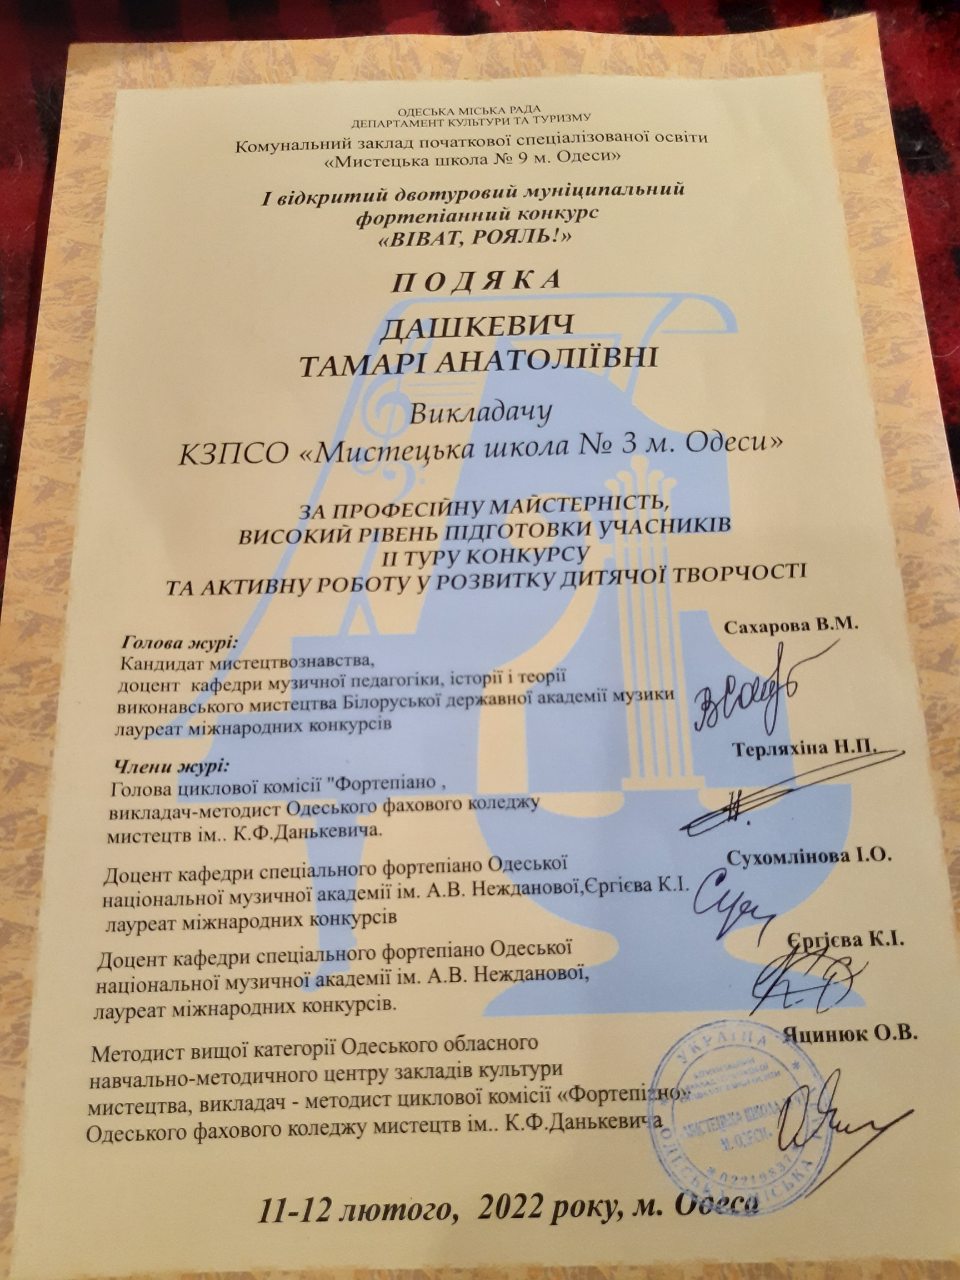 ОДЕСЬКА МІСЬКА РАДА
ДЕПАРТАМЕНТ КУЛЬТУРИ ТА ТУРИЗМУ
Комунальний заклад початкової спеціалізованої освіти
«Мистецька школа № 9 м. Одеси»
І відкритий двотуровий муніципальний
фортепіанний конкурс
«ВІВАТ, РОЯЛЬ!»
ПОДЯКА
ДАШКЕВИЧ
ТАМАРІ АНАТОЛІЇВНІ
Викладачу
КЗПСО «Мистецька школа № 3 м. Одеси»
ЗА ПРОФЕСІЙНУ МАЙСТЕРНІСТЬ,
ВИСОКИЙ РІВЕНЬ ПІДГОТОВКИ УЧАСНИКІВ
ІІ ТУРУ КОНКУРСУ
ТА АКТИВНУ РОБОТУ У РОЗВИТКУ ДИТЯЧОЇ ТВОРЧОСТІ
Сахарова В.М.
Голова журі:
Кандидат мистецтвознавства,
доцент кафедри музичної педагогіки, історії і теорії
виконавського мистецтва Білоруської державної академії музики
лауреат міжнародних конкурсів
Терляхіна Н.П.
Члени журі:
Голова циклової комісії "Фортепіано ,
викладач-методист Одеського фахового коледжу
мистецтв ім.. К.Ф.Данькевича.
Сухомлінова І.О.
Доцент кафедри спеціального фортепіано Одеської
національної музичної академії ім. А.В. Нежданової,Єргієва К.І.
лауреат міжнародних конкурсів
Єргієва К.І.
Доцент кафедри спеціального фортепіано Одеської
національної музичної академії ім. А.В. Нежданової,
лауреат міжнародних конкурсів.
Яцинюк О.В.
Методист вищої категорії Одеського обласного
навчально-методичного центру закладів культури
мистецтва, викладач - методист циклової комісії «Фортепіано»
Одеського фахового коледжу мистецтв ім.. К.Ф.Данькевича
УКРАЇНА
МИСТЕЦЬКА ШКОЛА
М. ОДЕСИ
11-12 лютого, 2022 року, м. Одеса